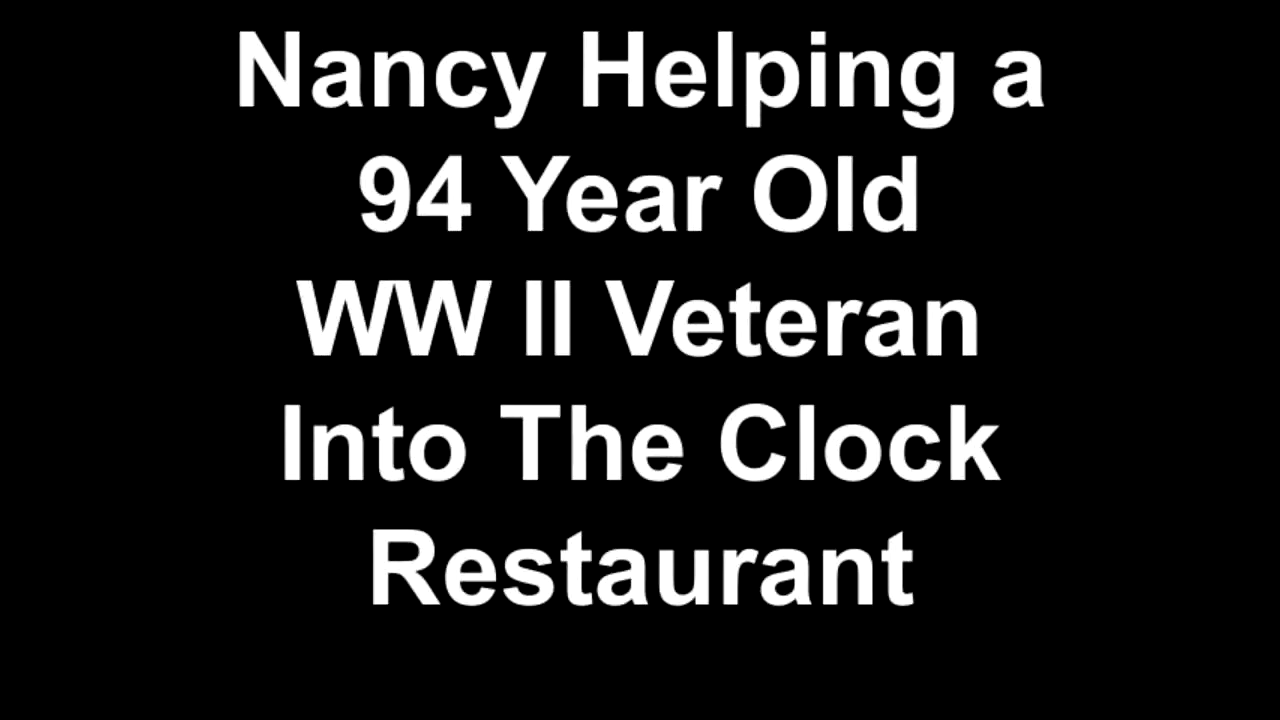 Nancy Helping a
94 Year Old
WW II Veteran
Into The Clock
Restaurant